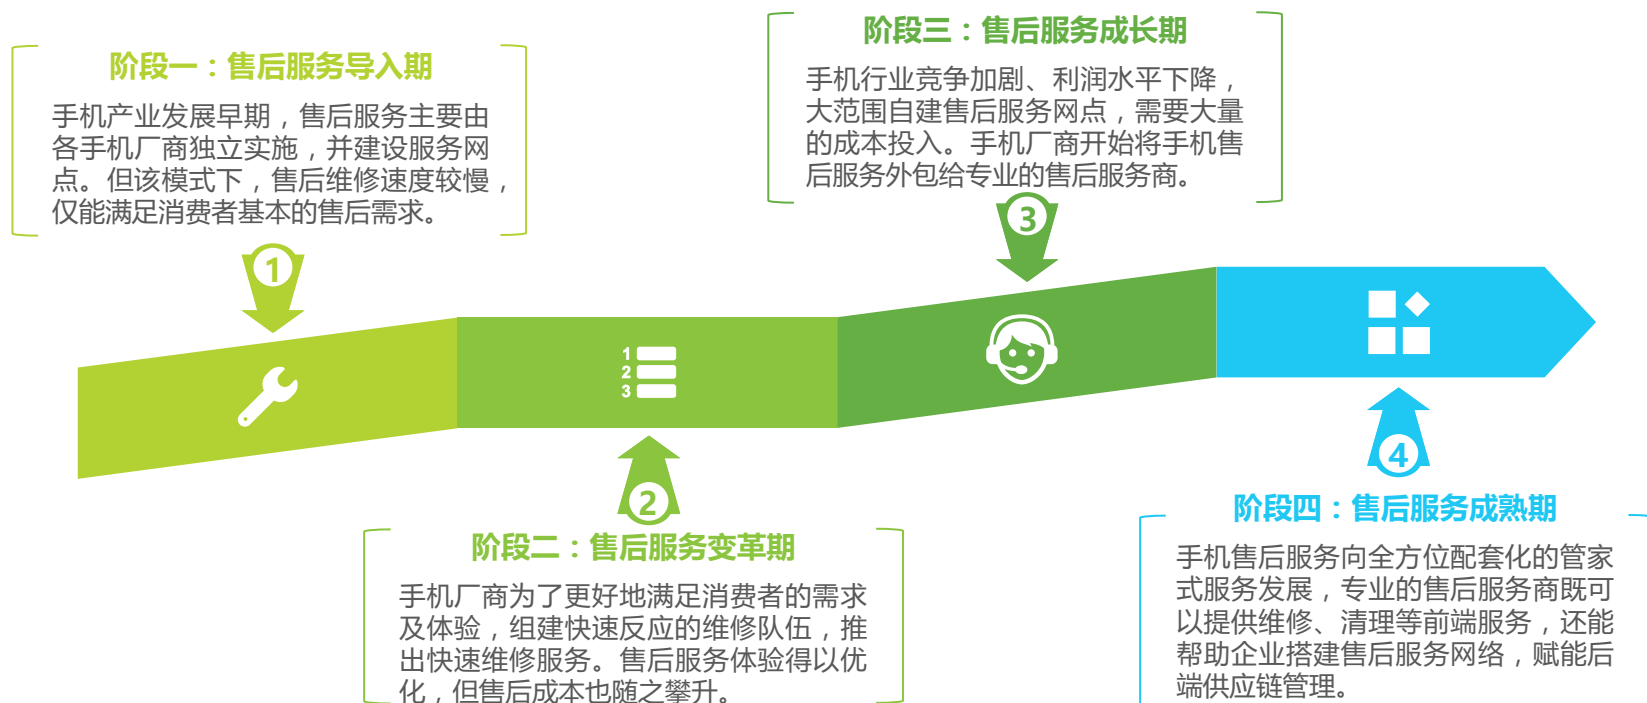 阶段一：售后服务导入期
手机产业发展早期，售后服务主要由
各手机厂商独立实施，并建设服务网
点。但该模式下，售后维修速度较慢，
仅能满足消费者基本的售后需求。
1
阶段二：售后服务变革期
手机厂商为了更好地满足消费者的需求
及体验，组建快速反应的维修队伍，推
出快速维修服务。售后服务体验得以优
化，但售后成本也随之攀升。
2
1
2
3
阶段三：售后服务成长期
手机行业竞争加剧、利润水平下降，
大范围自建售后服务网点，需要大量
的成本投入。手机厂商开始将手机售
后服务外包给专业的售后服务商。
3
4
阶段四：售后服务成熟期
手机售后服务向全方位配套化的管家
式服务发展，专业的售后服务商既可
以提供维修、清理等前端服务，还能
帮助企业搭建售后服务网络，赋能后
端供应链管理。